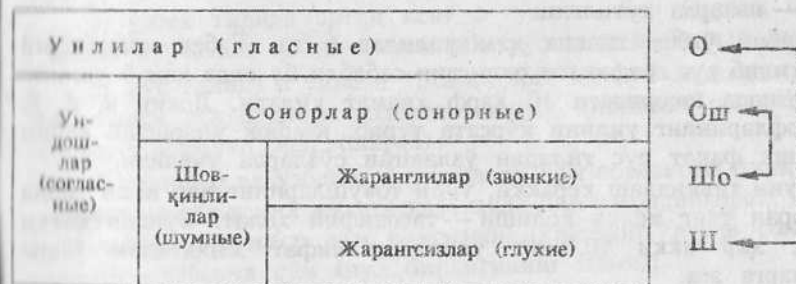 Унлилар (гласные)
О
Ун-
дош-
лар
(соглас-
ные)
Сонорлар (сонорные)
Ош
Шов-
қинли-
лар
(шумные)
Жаранглилар (звонкие)
Шо
Жарангсизлар (глухие)
Ш